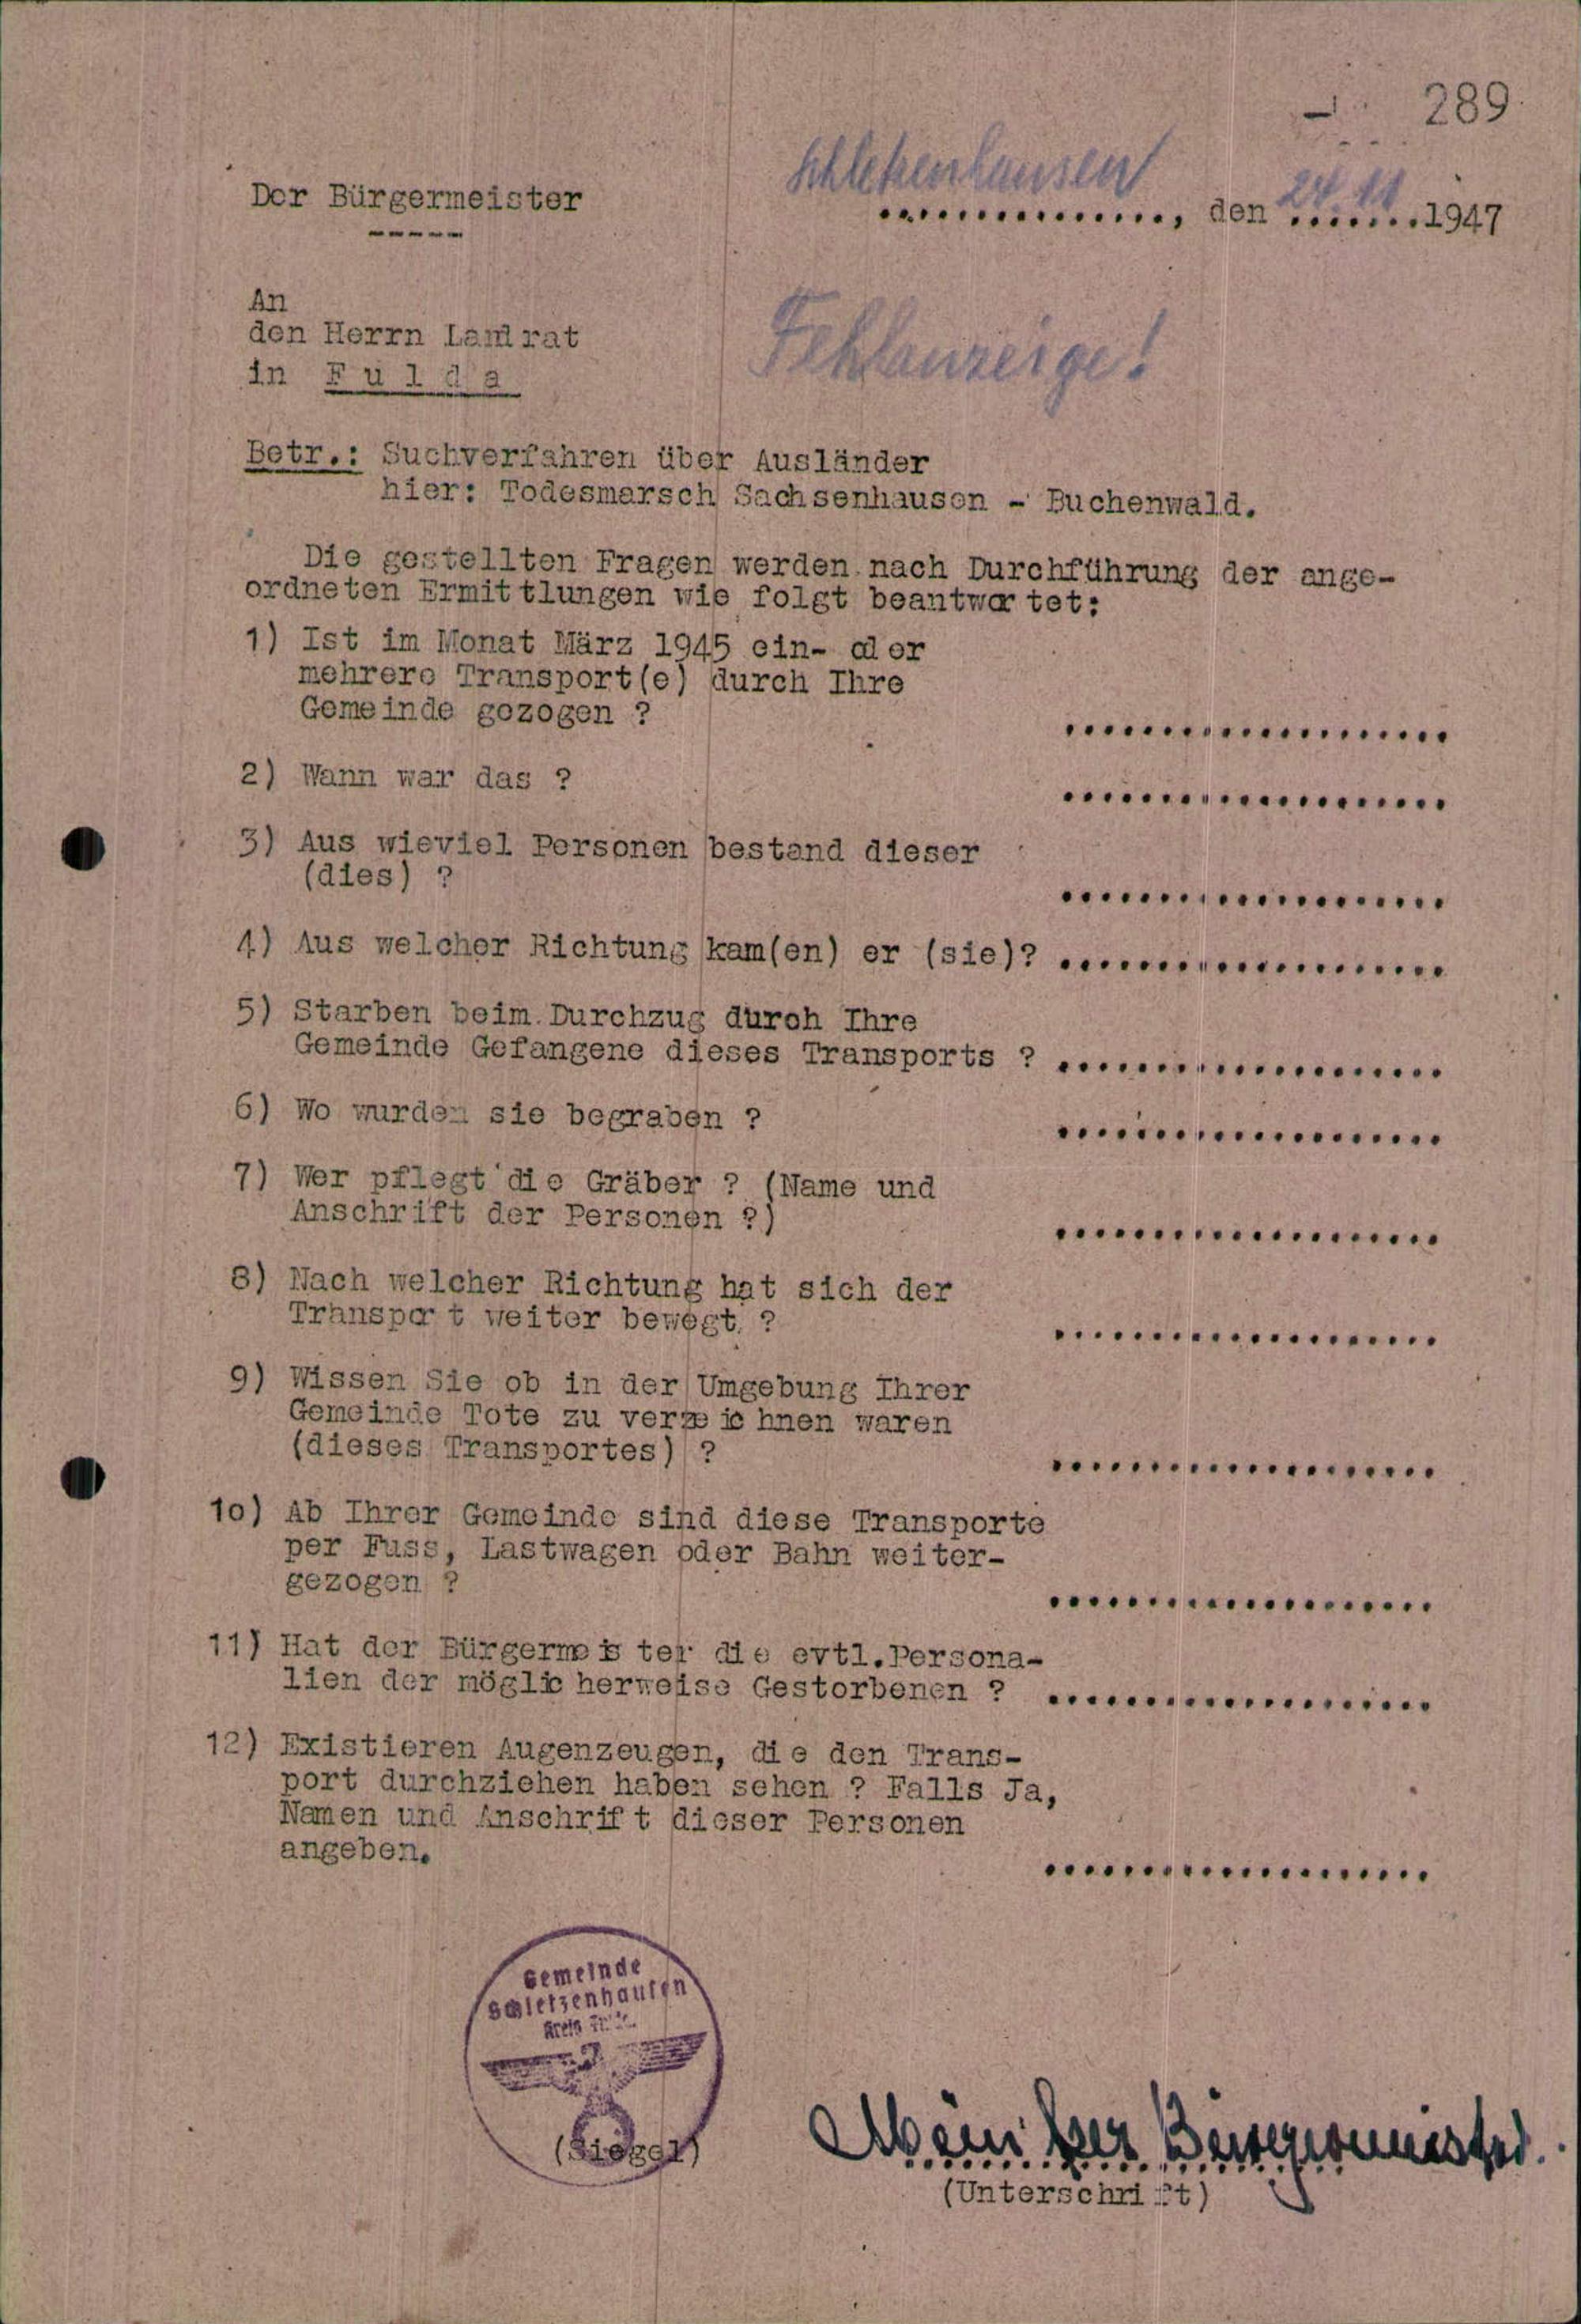 289
Schletzenhausen
Der Bürgermeister
..............., den 24.11 1947
An
den Herrn Landrat
in Fulda
Fehlanzeige!
Betr.: Suchverfahren über Ausländer
hier: Todesmarsch Sachsenhausen - Buchenwald.
Die gestellten Fragen werden nach Durchführung der ange-
ordneten Ermittlungen wie folgt beantwortet:
1) Ist im Monat März 1945 ein- oder
mehrere Transport(e) durch Ihre
Gemeinde gezogen ? ....................
2) Wann war das ? ....................
3) Aus wieviel Personen bestand dieser
(dies) ? ....................
4) Aus welcher Richtung kam(en) er (sie)? ....................
5) Starben beim Durchzug durch Ihre
Gemeinde Gefangene dieses Transports ? ....................
6) Wo wurden sie begraben ? ....................
7) Wer pflegt die Gräber ? (Name und
Anschrift der Personen ?) ....................
8) Nach welcher Richtung hat sich der
Transport weiter bewegt ? ....................
9) Wissen Sie ob in der Umgebung Ihrer
Gemeinde Tote zu verzeichnen waren
(dieses Transportes) ? ....................
10) Ab Ihrer Gemeinde sind diese Transporte
per Fuss, Lastwagen oder Bahn weiter-
gezogen ? ....................
11) Hat der Bürgermeister die evtl.Persona-
lien der möglicherweise Gestorbenen ? ....................
12) Existieren Augenzeugen, die den Trans-
port durchziehen haben sehen ? Falls Ja,
Namen und Anschrift dieser Personen
angeben. ....................
Gemeinde
Schletzenhausen
Kreis
(Siegel)
Bürgermeister.
(Unterschrift)